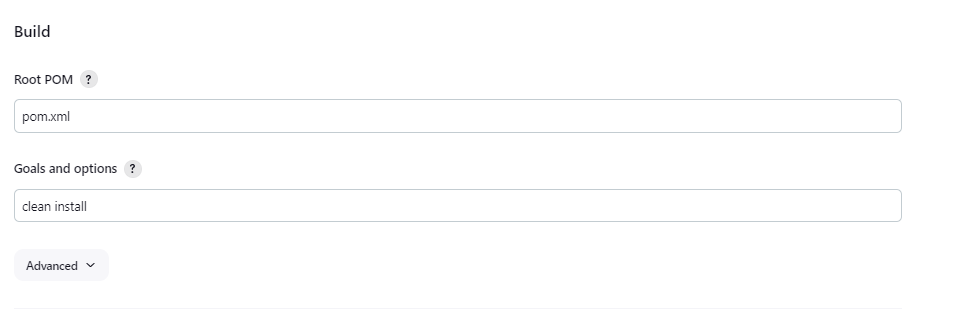 Build
Root POM ?
pom.xml
Goals and options ?
clean install
Advanced